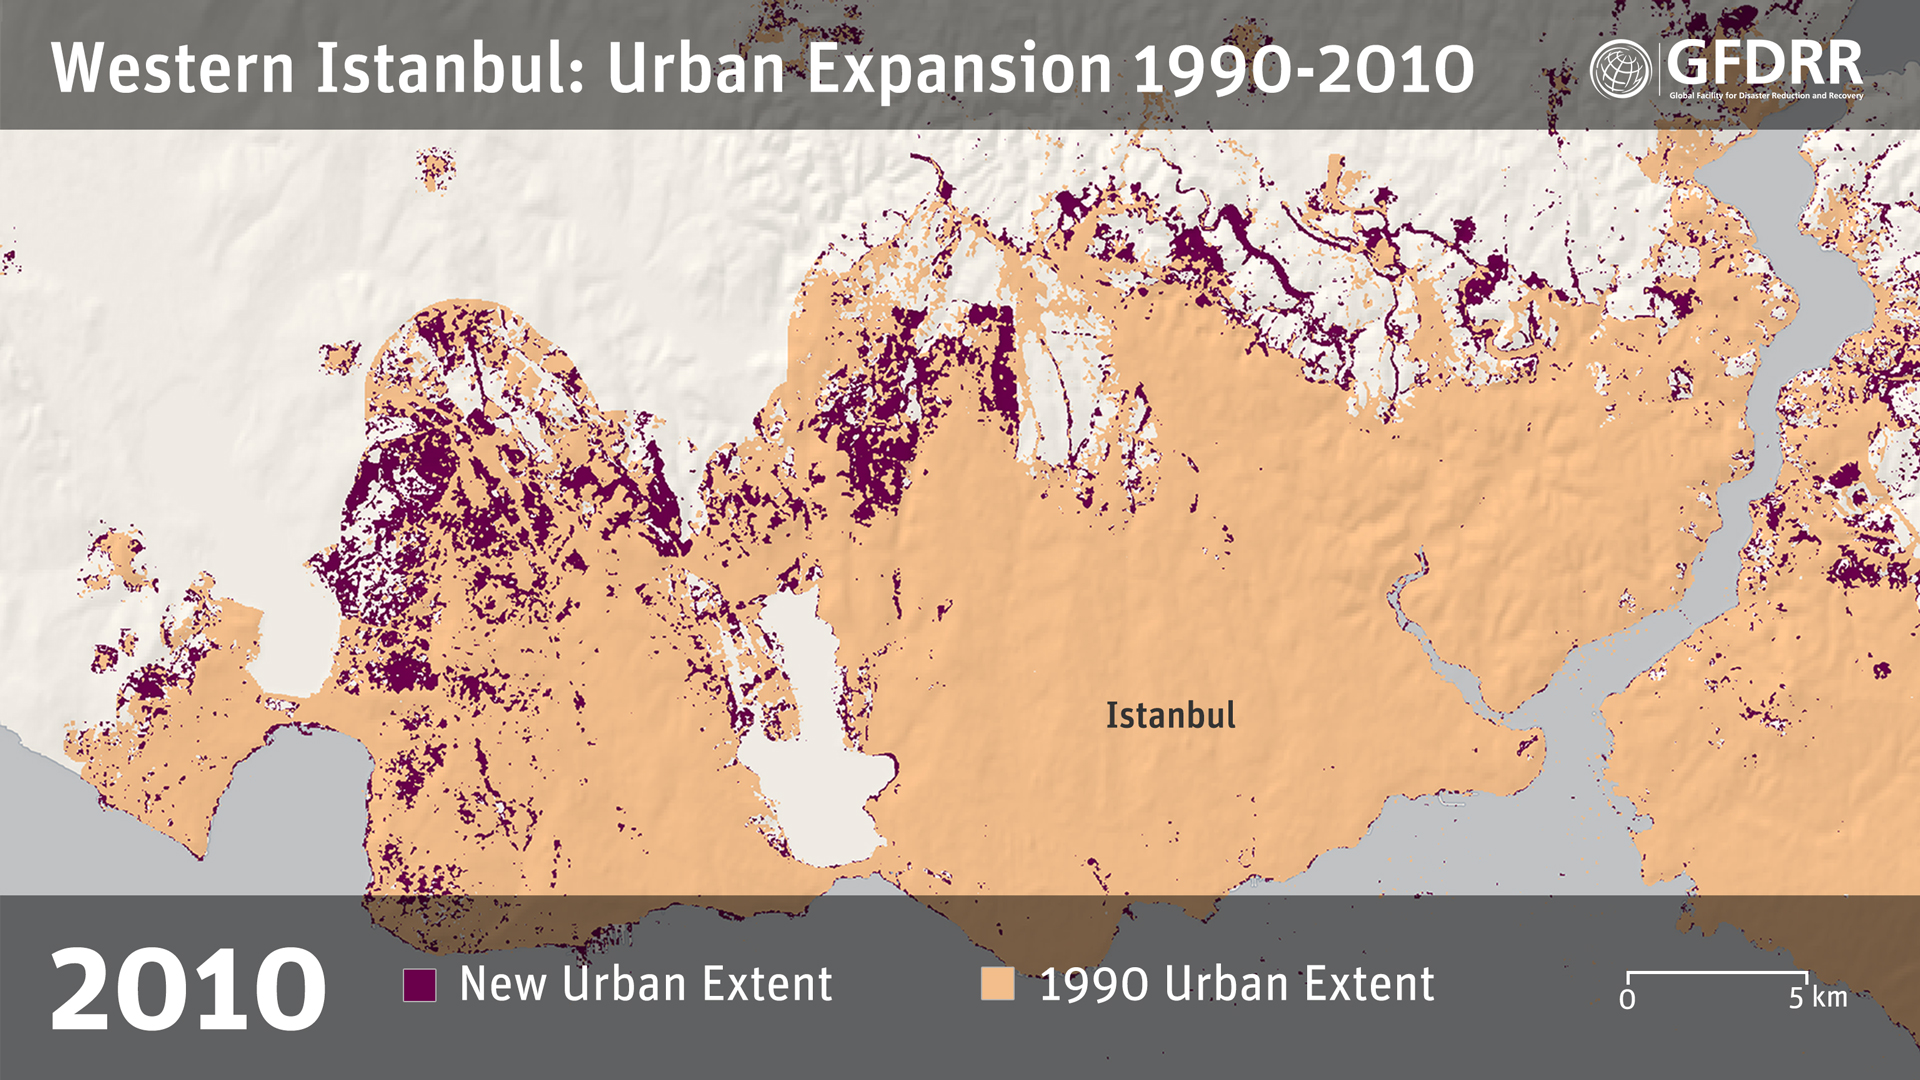 Western Istanbul: Urban Expansion 1990-2010
GFDRR
Global Facility for Disaster Reduction and Recovery
Istanbul
2010
New Urban Extent
1990 Urban Extent
0 5 km